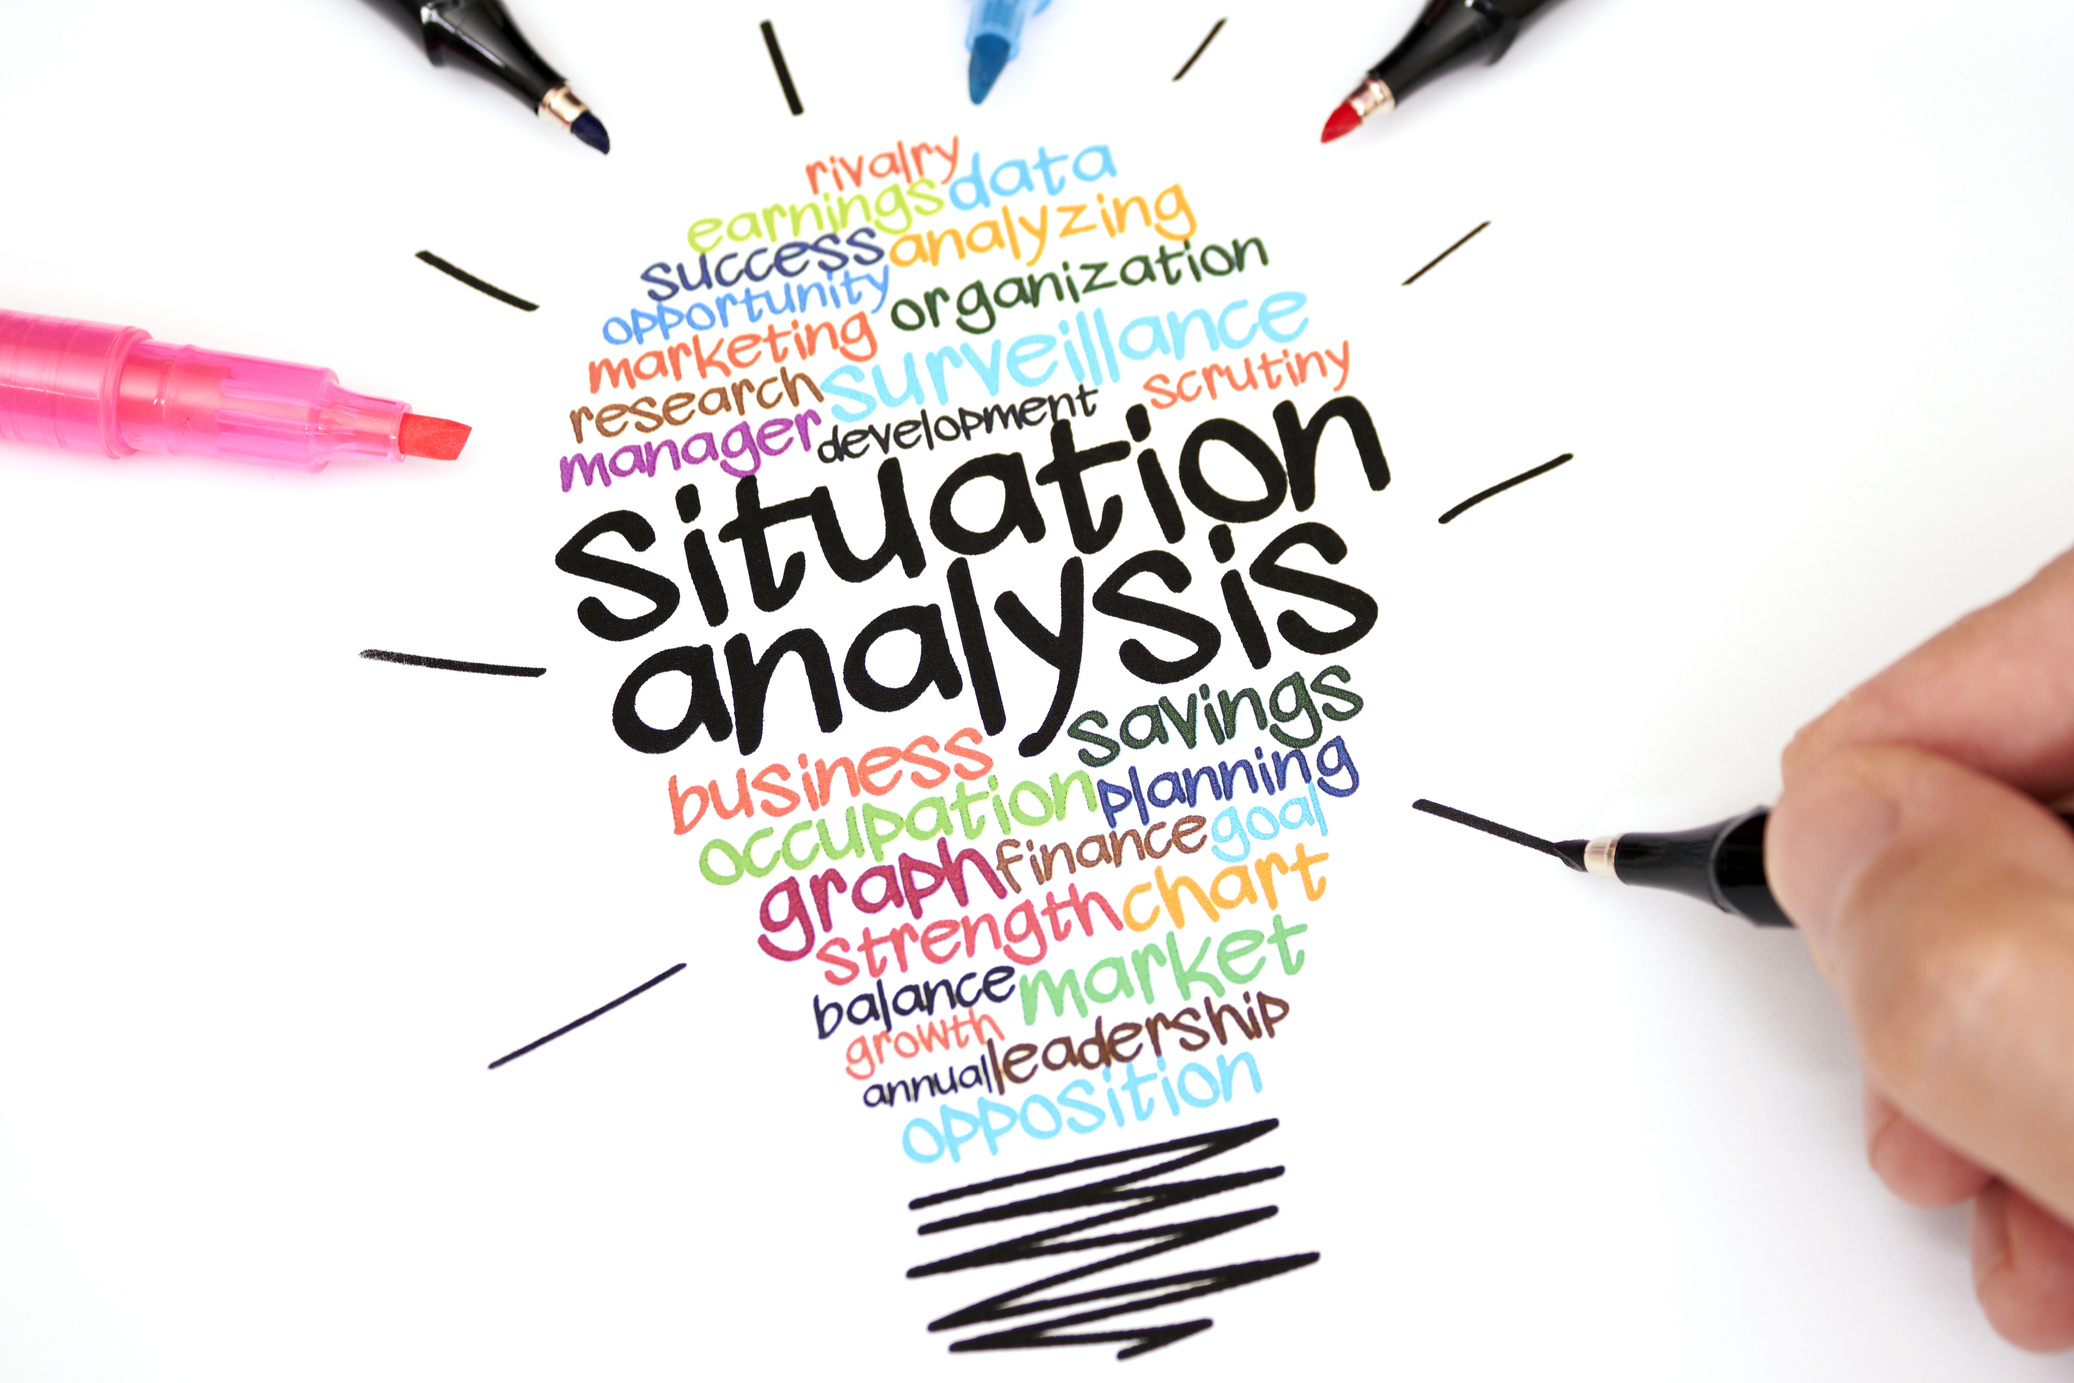 rivalry
earnings data
success analyzing
opportunity organization
marketing surveillance
research scrutiny
manager development
situation
analysis
savings
business
occupation planning
graph finance goal
strength chart
balance market
growth
annual leadership
opposition